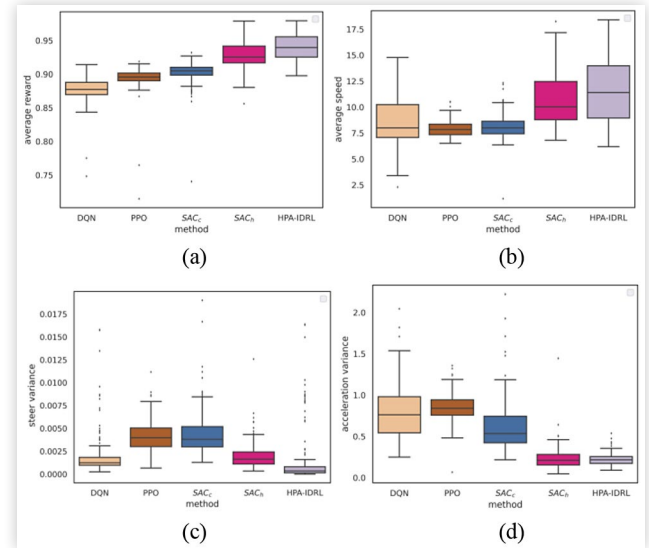 0.95
0.90
0.85
0.80
0.75
average reward
DQN PPO SACc SACh HPA-IDRL
method
(a)
17.5
15.0
12.5
10.0
7.5
5.0
2.5
average speed
DQN PPO SACc SACh HPA-IDRL
method
(b)
0.0175
0.0150
0.0125
0.0100
0.0075
0.0050
0.0025
0.0000
steer variance
DQN PPO SACc SACh HPA-IDRL
method
(c)
2.0
1.5
1.0
0.5
0.0
acceleration variance
DQN PPO SACc SACh HPA-IDRL
method
(d)